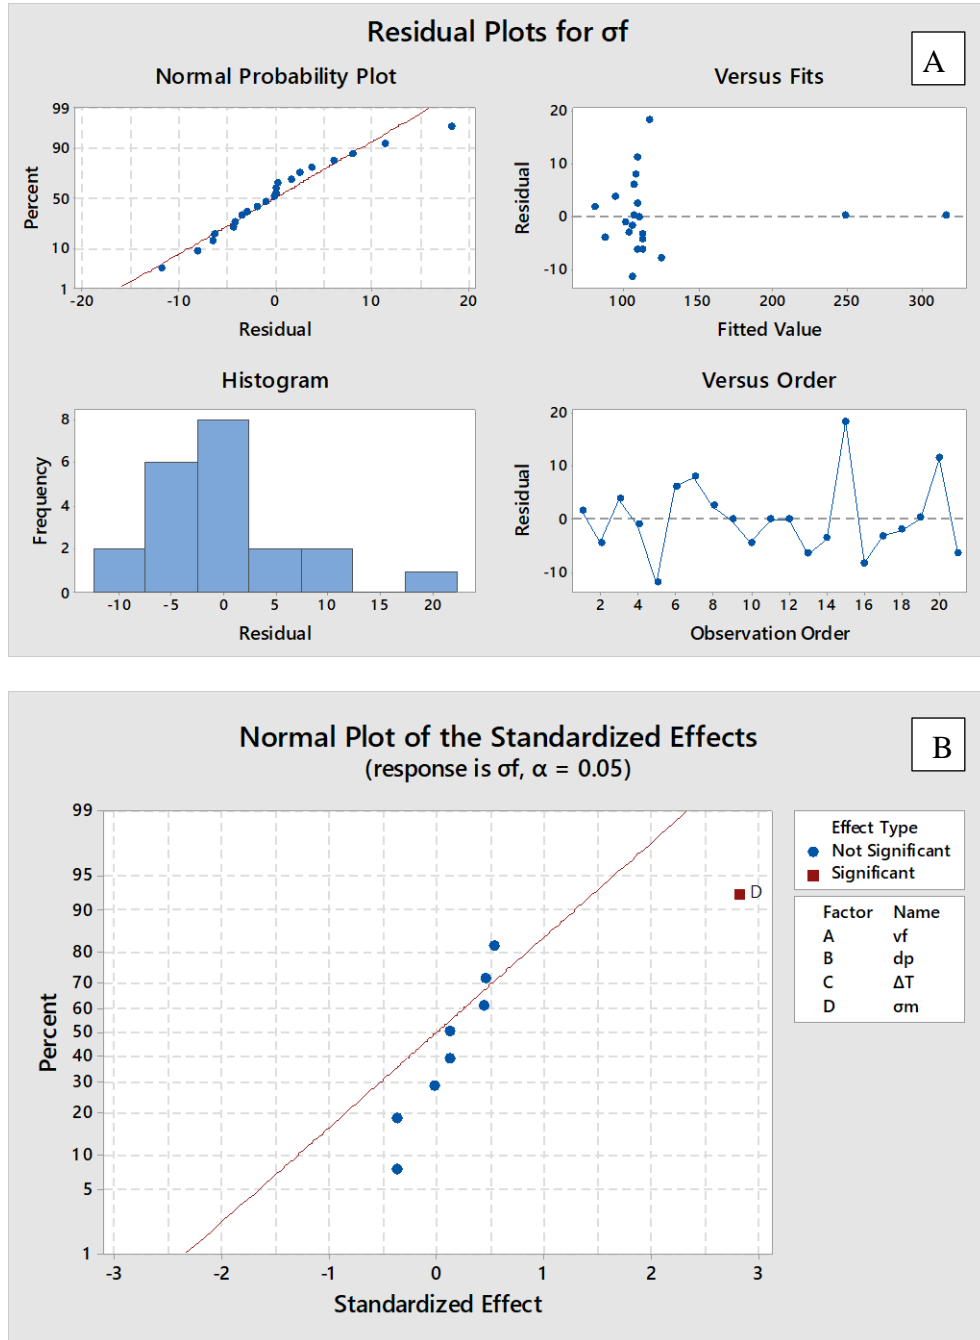 Residual Plots for σf
A
Normal Probability Plot
99
90
50
10
1
Percent
-20
-10
0
10
20
Residual
Versus Fits
20
10
0
-10
Residual
100
150
200
250
300
Fitted Value
Histogram
8
6
4
2
0
Frequency
-10
-5
0
5
10
15
20
Residual
Versus Order
20
10
0
-10
Residual
2
4
6
8
10
12
14
16
18
20
Observation Order
Normal Plot of the Standardized Effects
(response is σf, α = 0.05)
B
99
95
90
80
70
60
50
40
30
20
10
5
1
Percent
D
-3
-2
-1
0
1
2
3
Standardized Effect
Effect Type
Not Significant
Significant
Factor Name
A vf
B dp
C ΔT
D σm